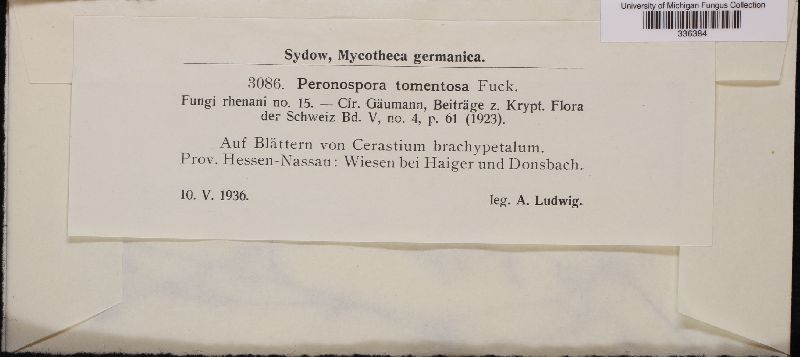 University of Michigan Fungus Collection
336384
Sydow, Mycotheca germanica.
3086. Peronospora tomentosa Fuck.
Fungi rhenani no. 15. — Cfr. Gäumann, Beiträge z. Krypt. Flora
der Schweiz Bd. V, no. 4, p. 61 (1923).
Auf Blättern von Cerastium brachypetalum.
Prov. Hessen-Nassau: Wiesen bei Haiger und Donsbach.
10. V. 1936.
leg. A. Ludwig.